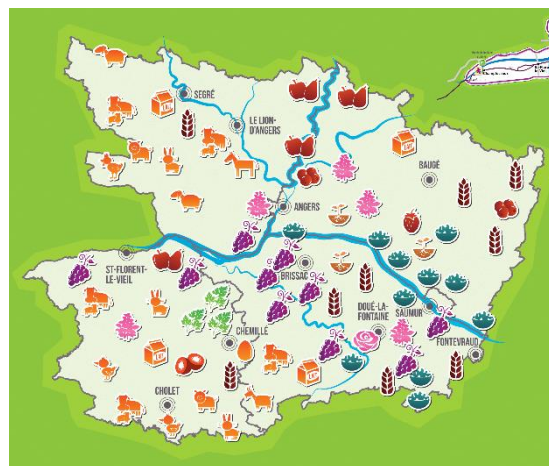 SEGRÉ
LE LION-
D'ANGERS
BAUGÉ
ANGERS
ST-FLORENT-
LE-VIEIL
BRISSAC
DOUÉ-LA-
FONTAINE
SAUMUR
CHEMILLÉ
FONTEVRAUD
CHOLET